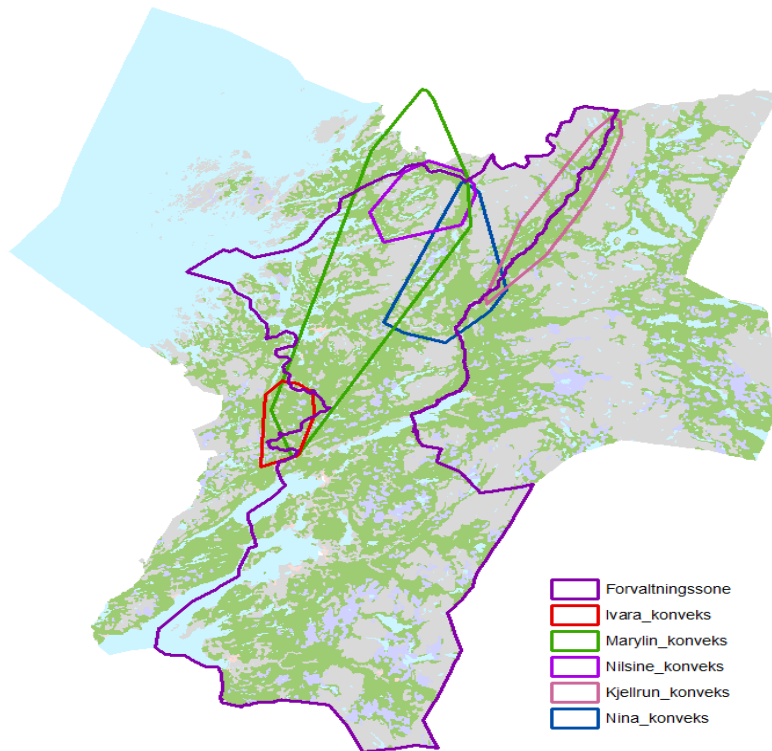 Forvaltningssone
Ivara_konveks
Marylin_konveks
Nilsine_konveks
Kjellrun_konveks
Nina_konveks